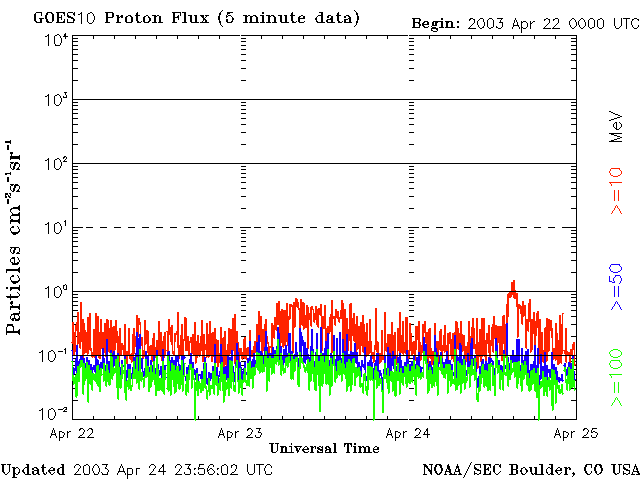 GOES10 Proton Flux (5 minute data)
Begin: 2003 Apr 22 0000 UTC
10⁴
10³
10²
10¹
10⁰
10⁻¹
10⁻²
Particles cm⁻²s⁻¹sr⁻¹
>=100 >=50 >=10 MeV
Apr 22 Apr 23 Apr 24 Apr 25
Universal Time
Updated 2003 Apr 24 23:56:02 UTC
NOAA/SEC Boulder, CO USA